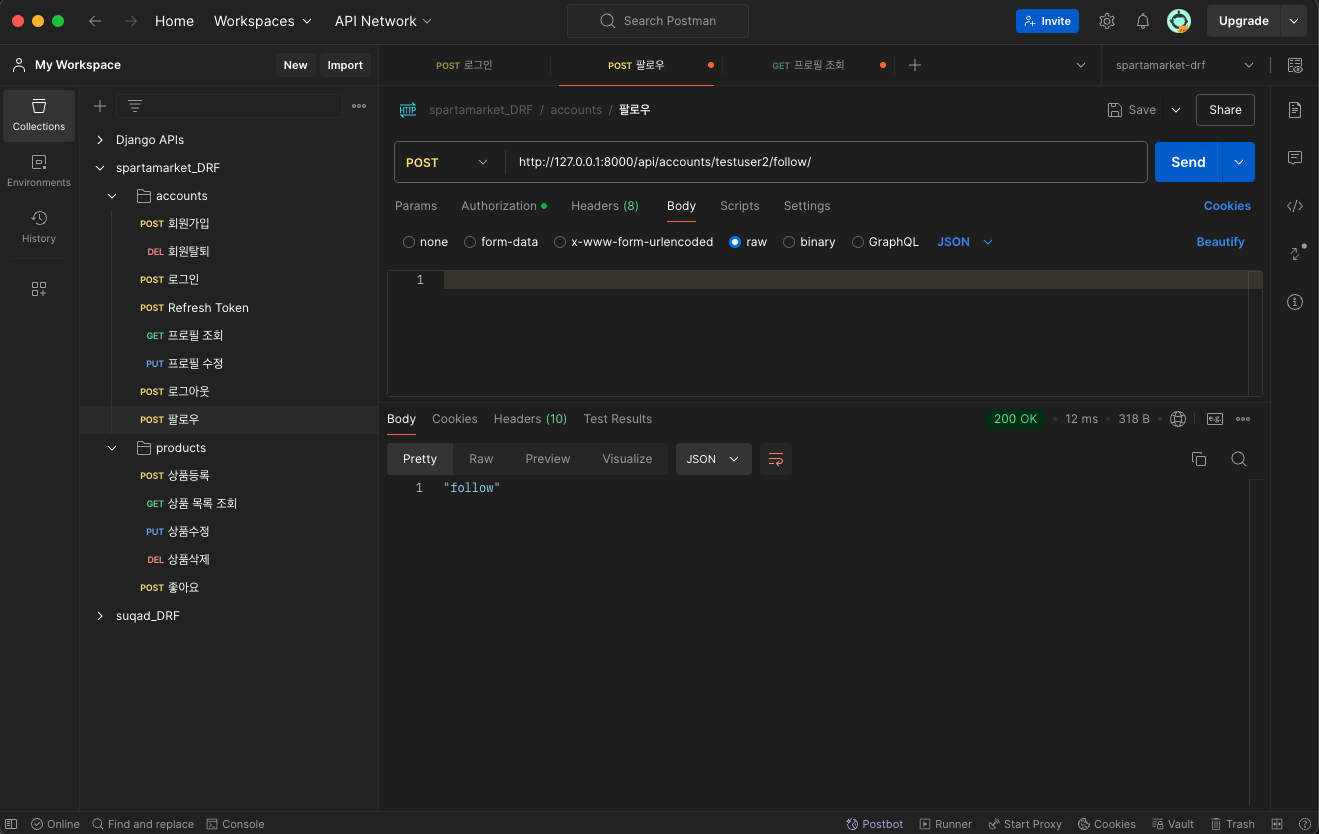 Home Workspaces API Network Search Postman Invite Upgrade
My Workspace New Import POST 로그인 POST 팔로우 GET 프로필 조회 spartamarket-drf
Collections
Environments
History
Django APIs
spartamarket_DRF
accounts
POST 회원가입
DEL 회원탈퇴
POST 로그인
POST Refresh Token
GET 프로필 조회
PUT 프로필 수정
POST 로그아웃
POST 팔로우
products
POST 상품등록
GET 상품 목록 조회
PUT 상품수정
DEL 상품삭제
POST 좋아요
suqad_DRF
HTTP spartamarket_DRF / accounts / 팔로우 Save Share
POST http://127.0.0.1:8000/api/accounts/testuser2/follow/ Send
Params Authorization Headers (8) Body Scripts Settings Cookies
none form-data x-www-form-urlencoded raw binary GraphQL JSON Beautify
1
Body Cookies Headers (10) Test Results 200 OK 12 ms 318 B e.g.
Pretty Raw Preview Visualize JSON
1 "follow"
Online Find and replace Console Postbot Runner Start Proxy Cookies Vault Trash